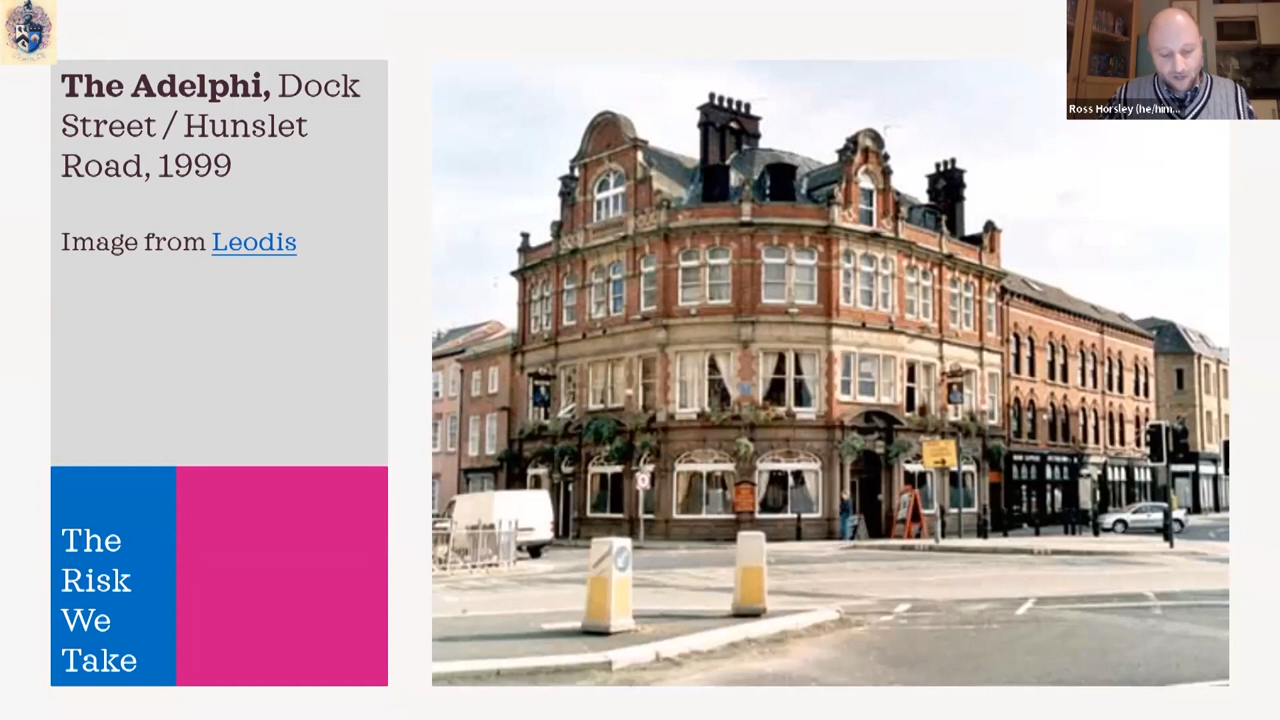 The Adelphi, Dock
Street / Hunslet
Road, 1999
Image from Leodis
The
Risk
We
Take
Ross Horsley (he/him...